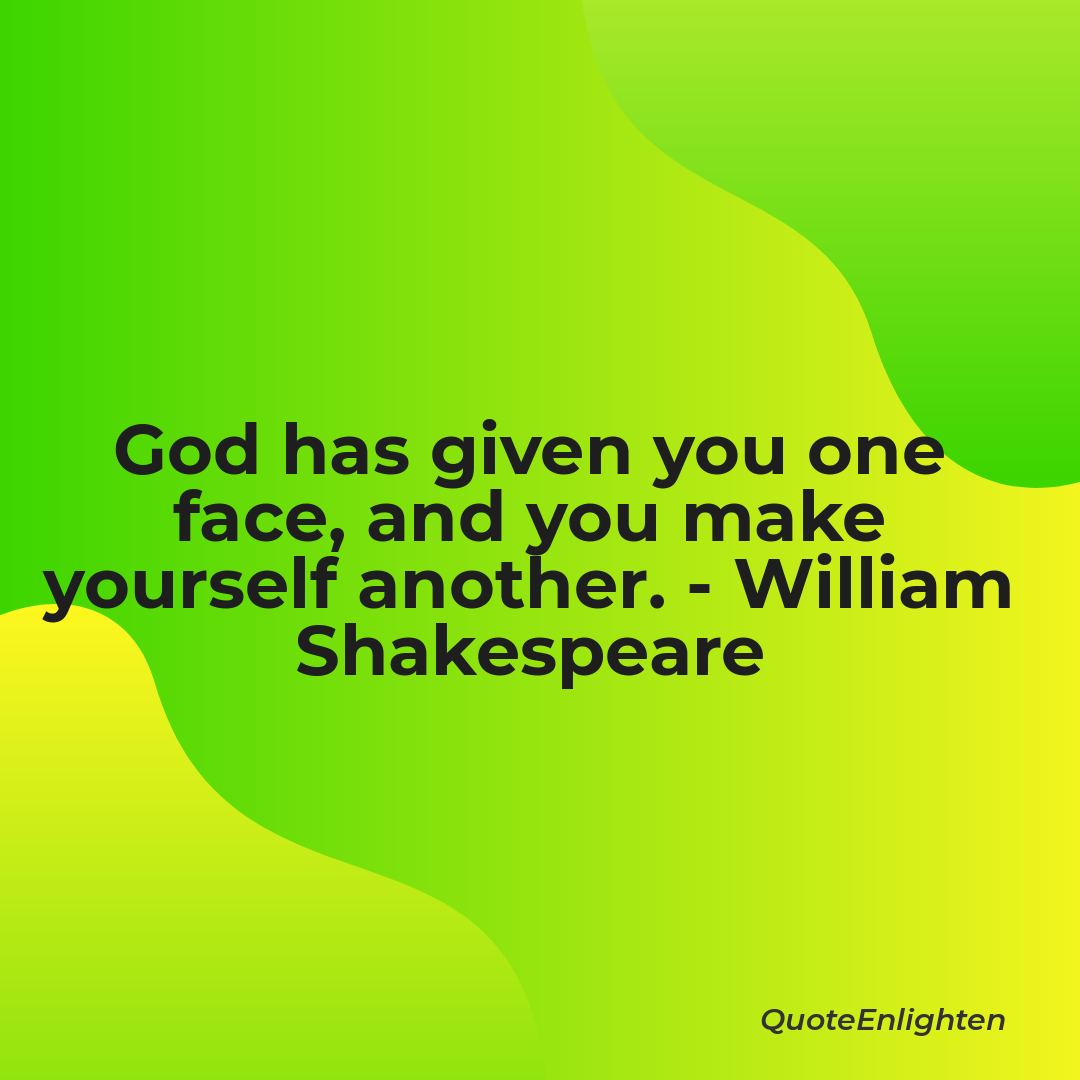 God has given you one
face, and you make
yourself another. - William
Shakespeare
QuoteEnlighten